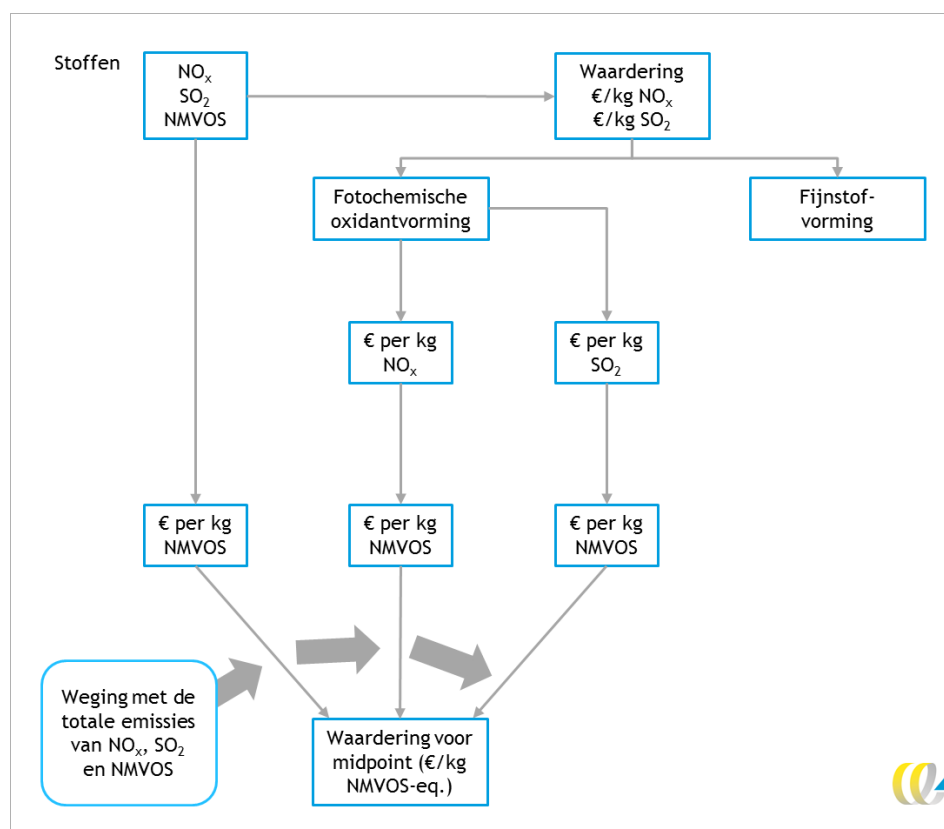 Stoffen
NOₓ
SO₂
NMVOS
Waardering
€/kg NOₓ
€/kg SO₂
Fotochemische
oxidantvorming
Fijnstof-
vorming
€ per kg
NOₓ
€ per kg
SO₂
€ per kg
NMVOS
€ per kg
NMVOS
€ per kg
NMVOS
Weging met de
totale emissies
van NOₓ, SO₂
en NMVOS
Waardering voor
midpoint (€/kg
NMVOS-eq.)